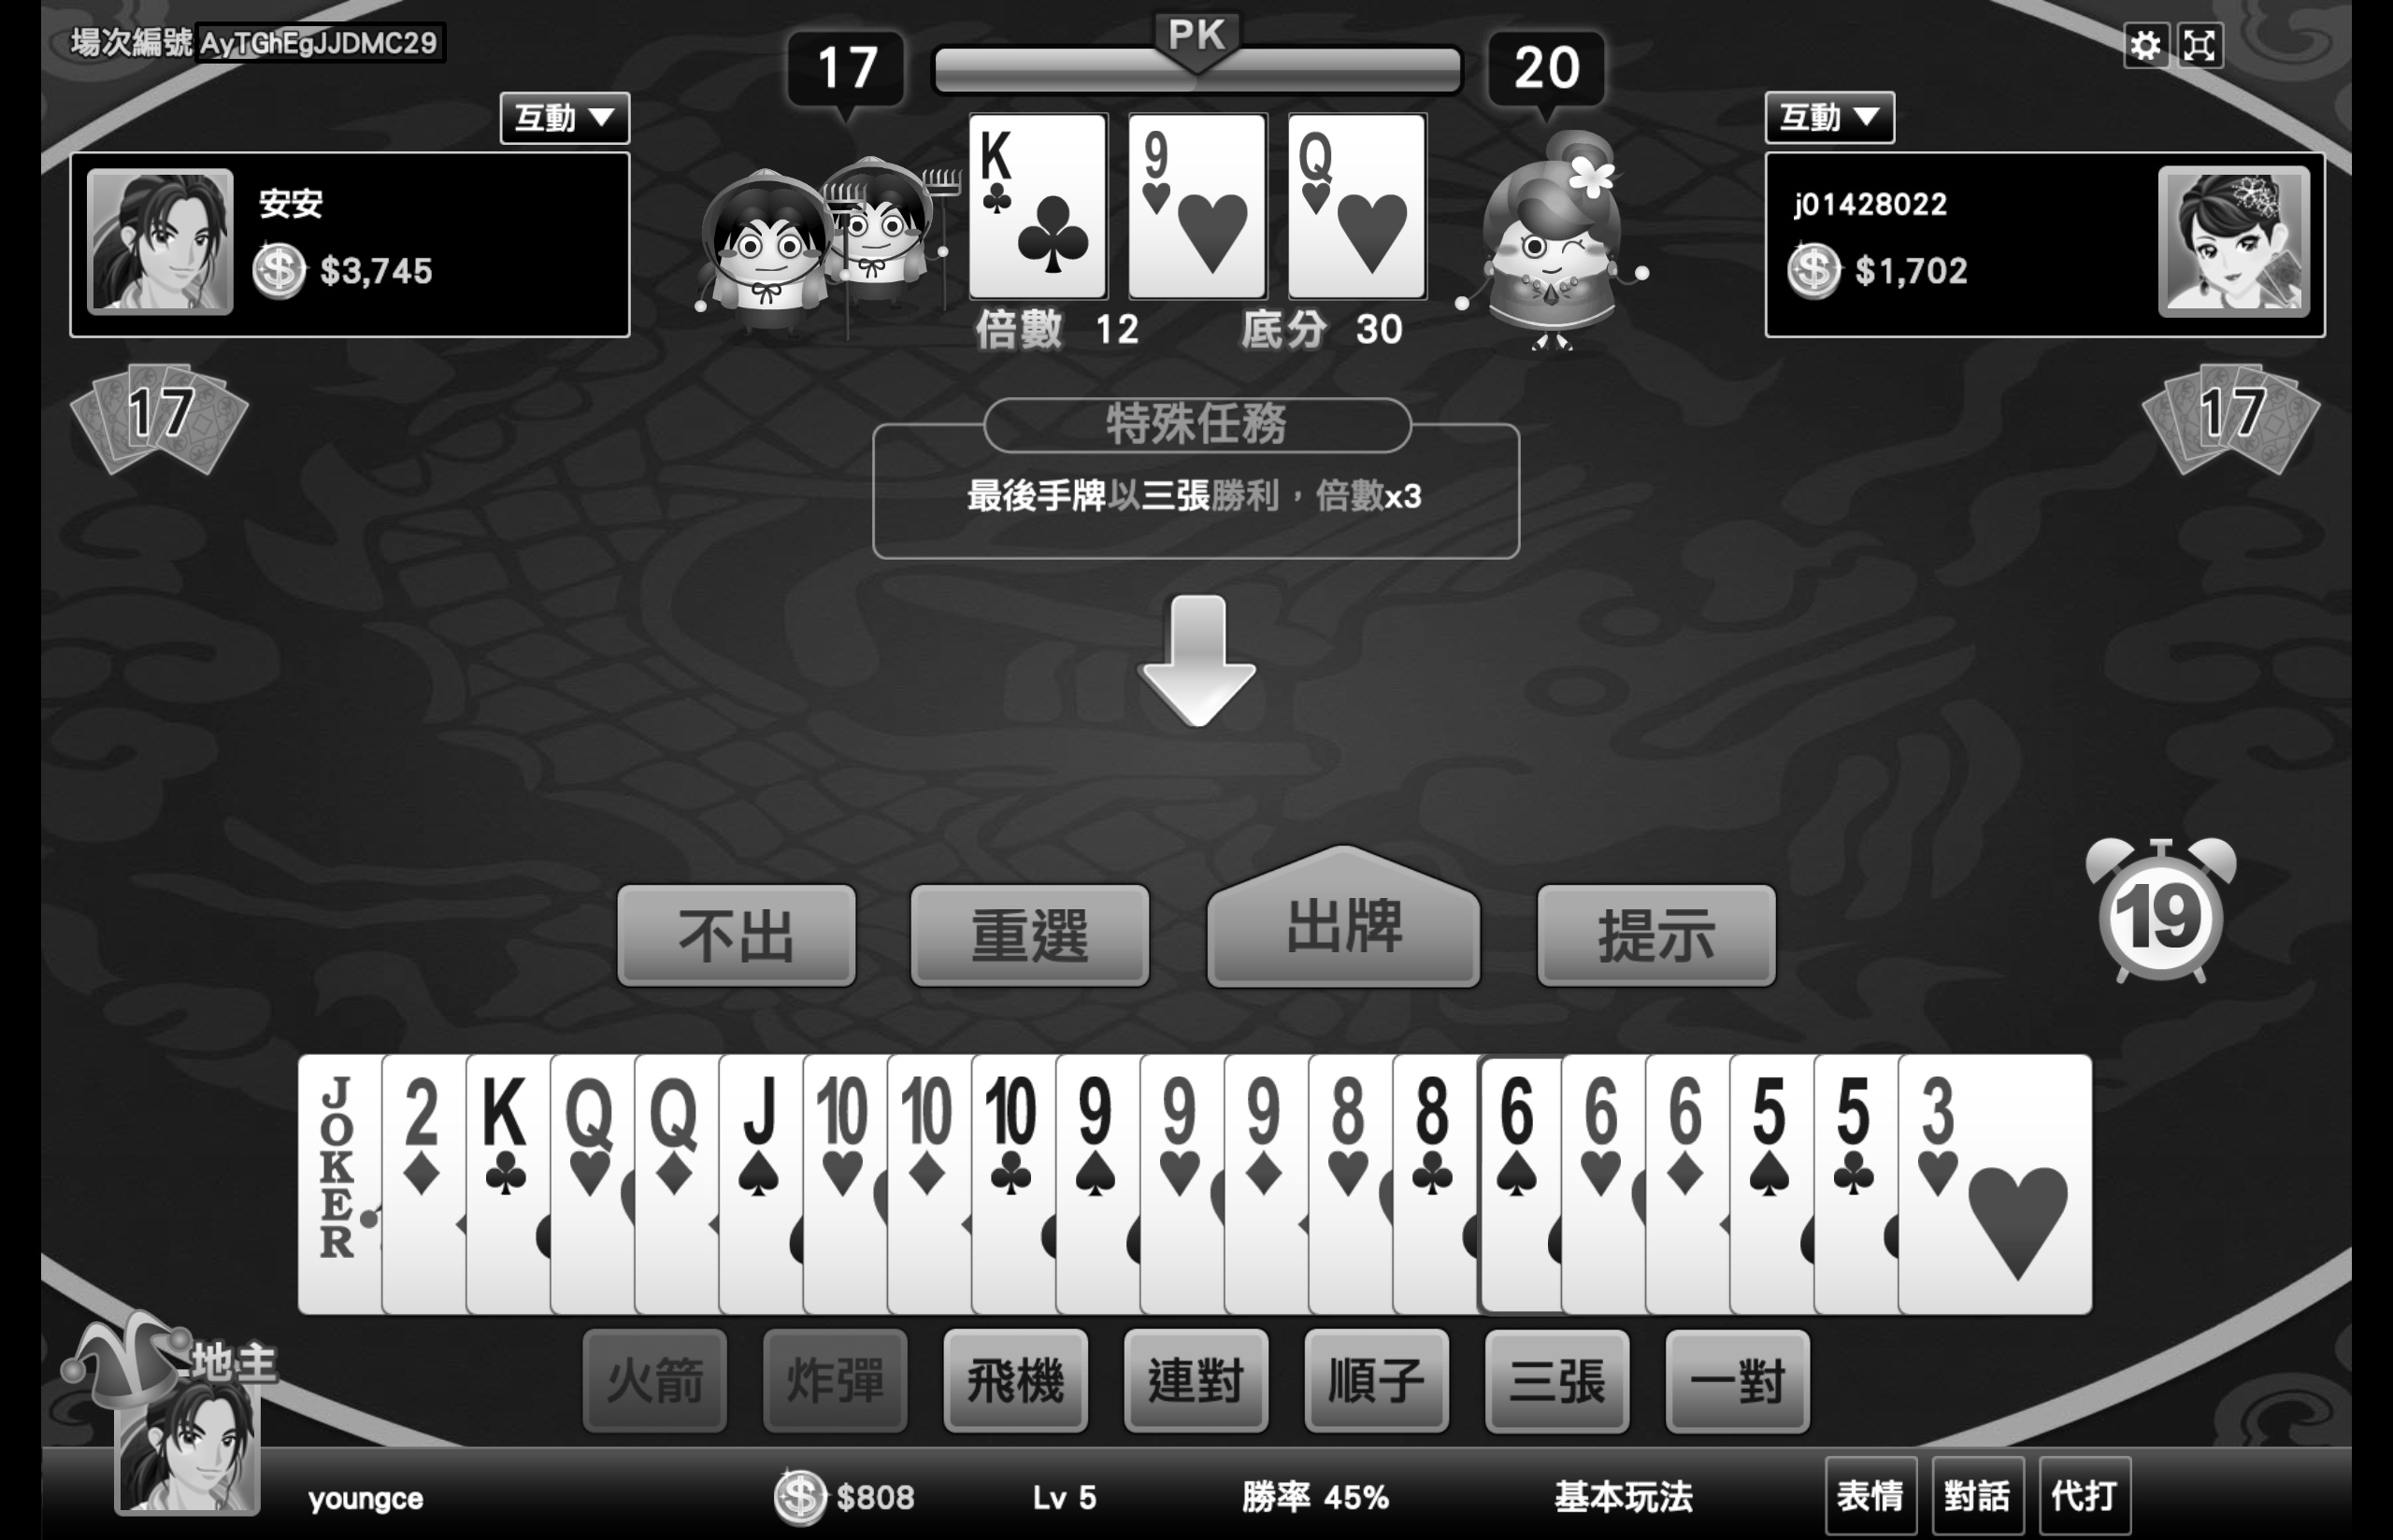 場次編號 AyTGhEgJJDMC29
17
PK
20
互動
互動
安安
$3,745
K
9
Q
j01428022
$1,702
倍數 12
底分 30
17
17
特殊任務
最後手牌以三張勝利，倍數x3
不出
重選
出牌
提示
19
JOKER 2 K Q Q J 10 10 10 9 9 9 8 8 6 6 6 5 5 3
地主
火箭
炸彈
飛機
連對
順子
三張
一對
youngce
$808
Lv 5
勝率 45%
基本玩法
表情
對話
代打